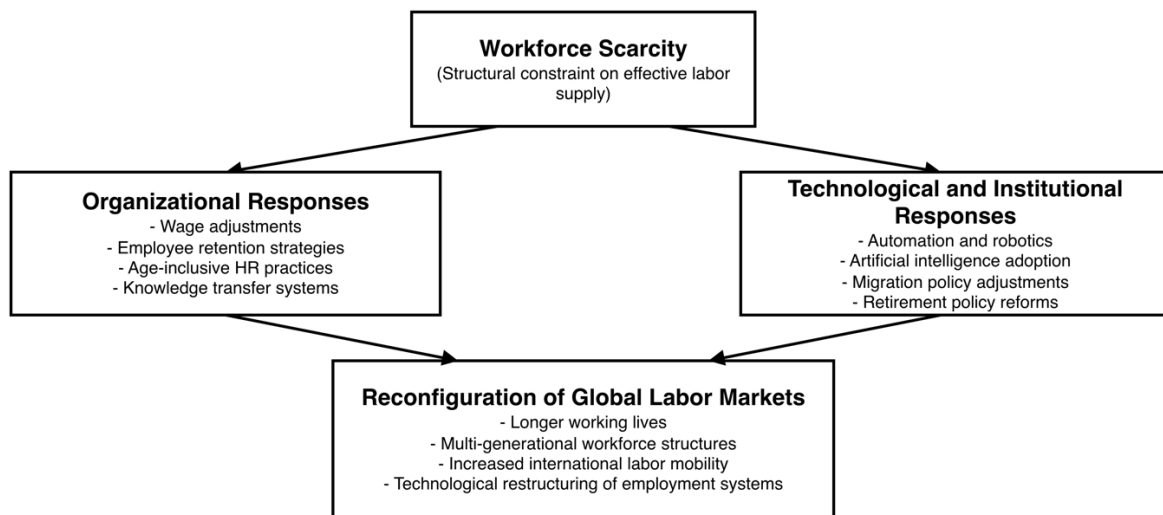 Workforce Scarcity
(Structural constraint on effective labor
supply)
Organizational Responses
- Wage adjustments
- Employee retention strategies
- Age-inclusive HR practices
- Knowledge transfer systems
Technological and Institutional
Responses
- Automation and robotics
- Artificial intelligence adoption
- Migration policy adjustments
- Retirement policy reforms
Reconfiguration of Global Labor Markets
- Longer working lives
- Multi-generational workforce structures
- Increased international labor mobility
- Technological restructuring of employment systems